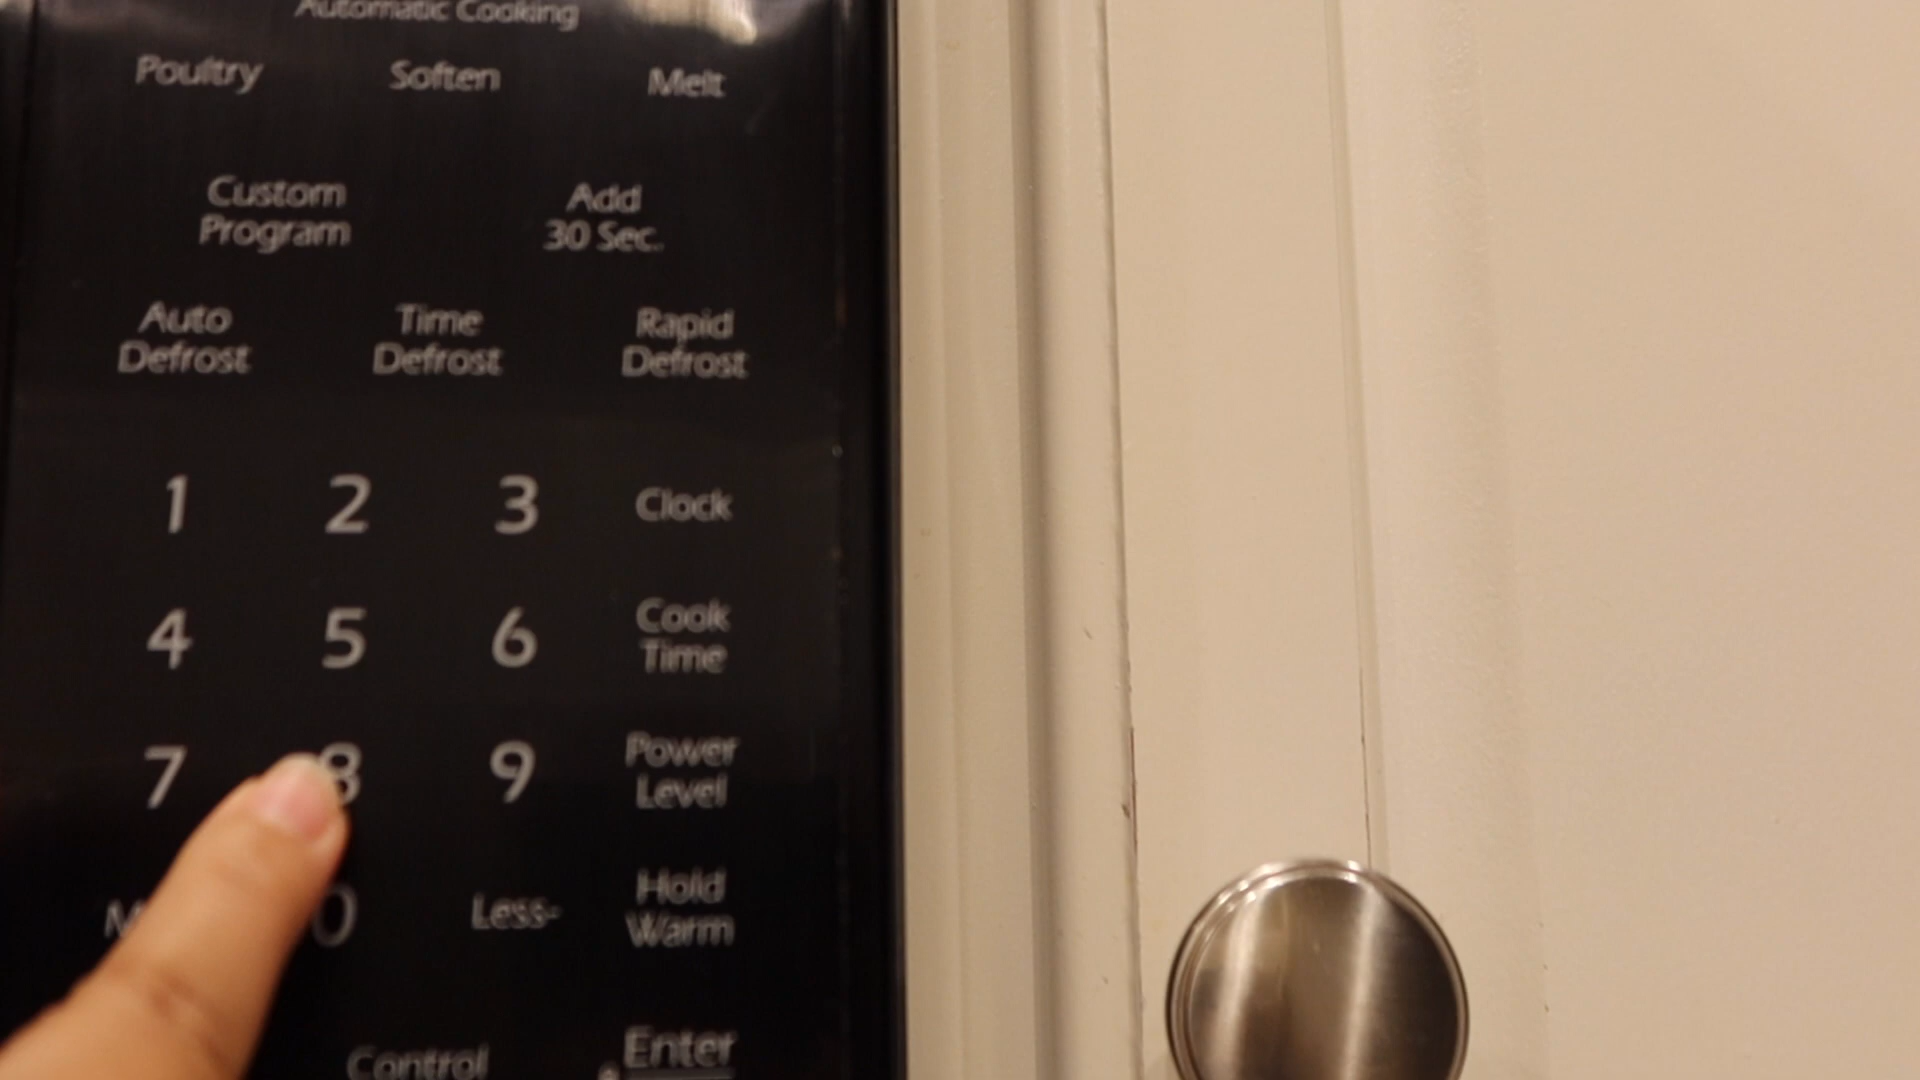 Automatic Cooking
Poultry Soften Melt
Custom Program
Add 30 Sec.
Auto Defrost
Time Defrost
Rapid Defrost
1 2 3 Clock
4 5 6 Cook Time
7 8 9 Power Level
0 Less- Hold Warm
Control Enter